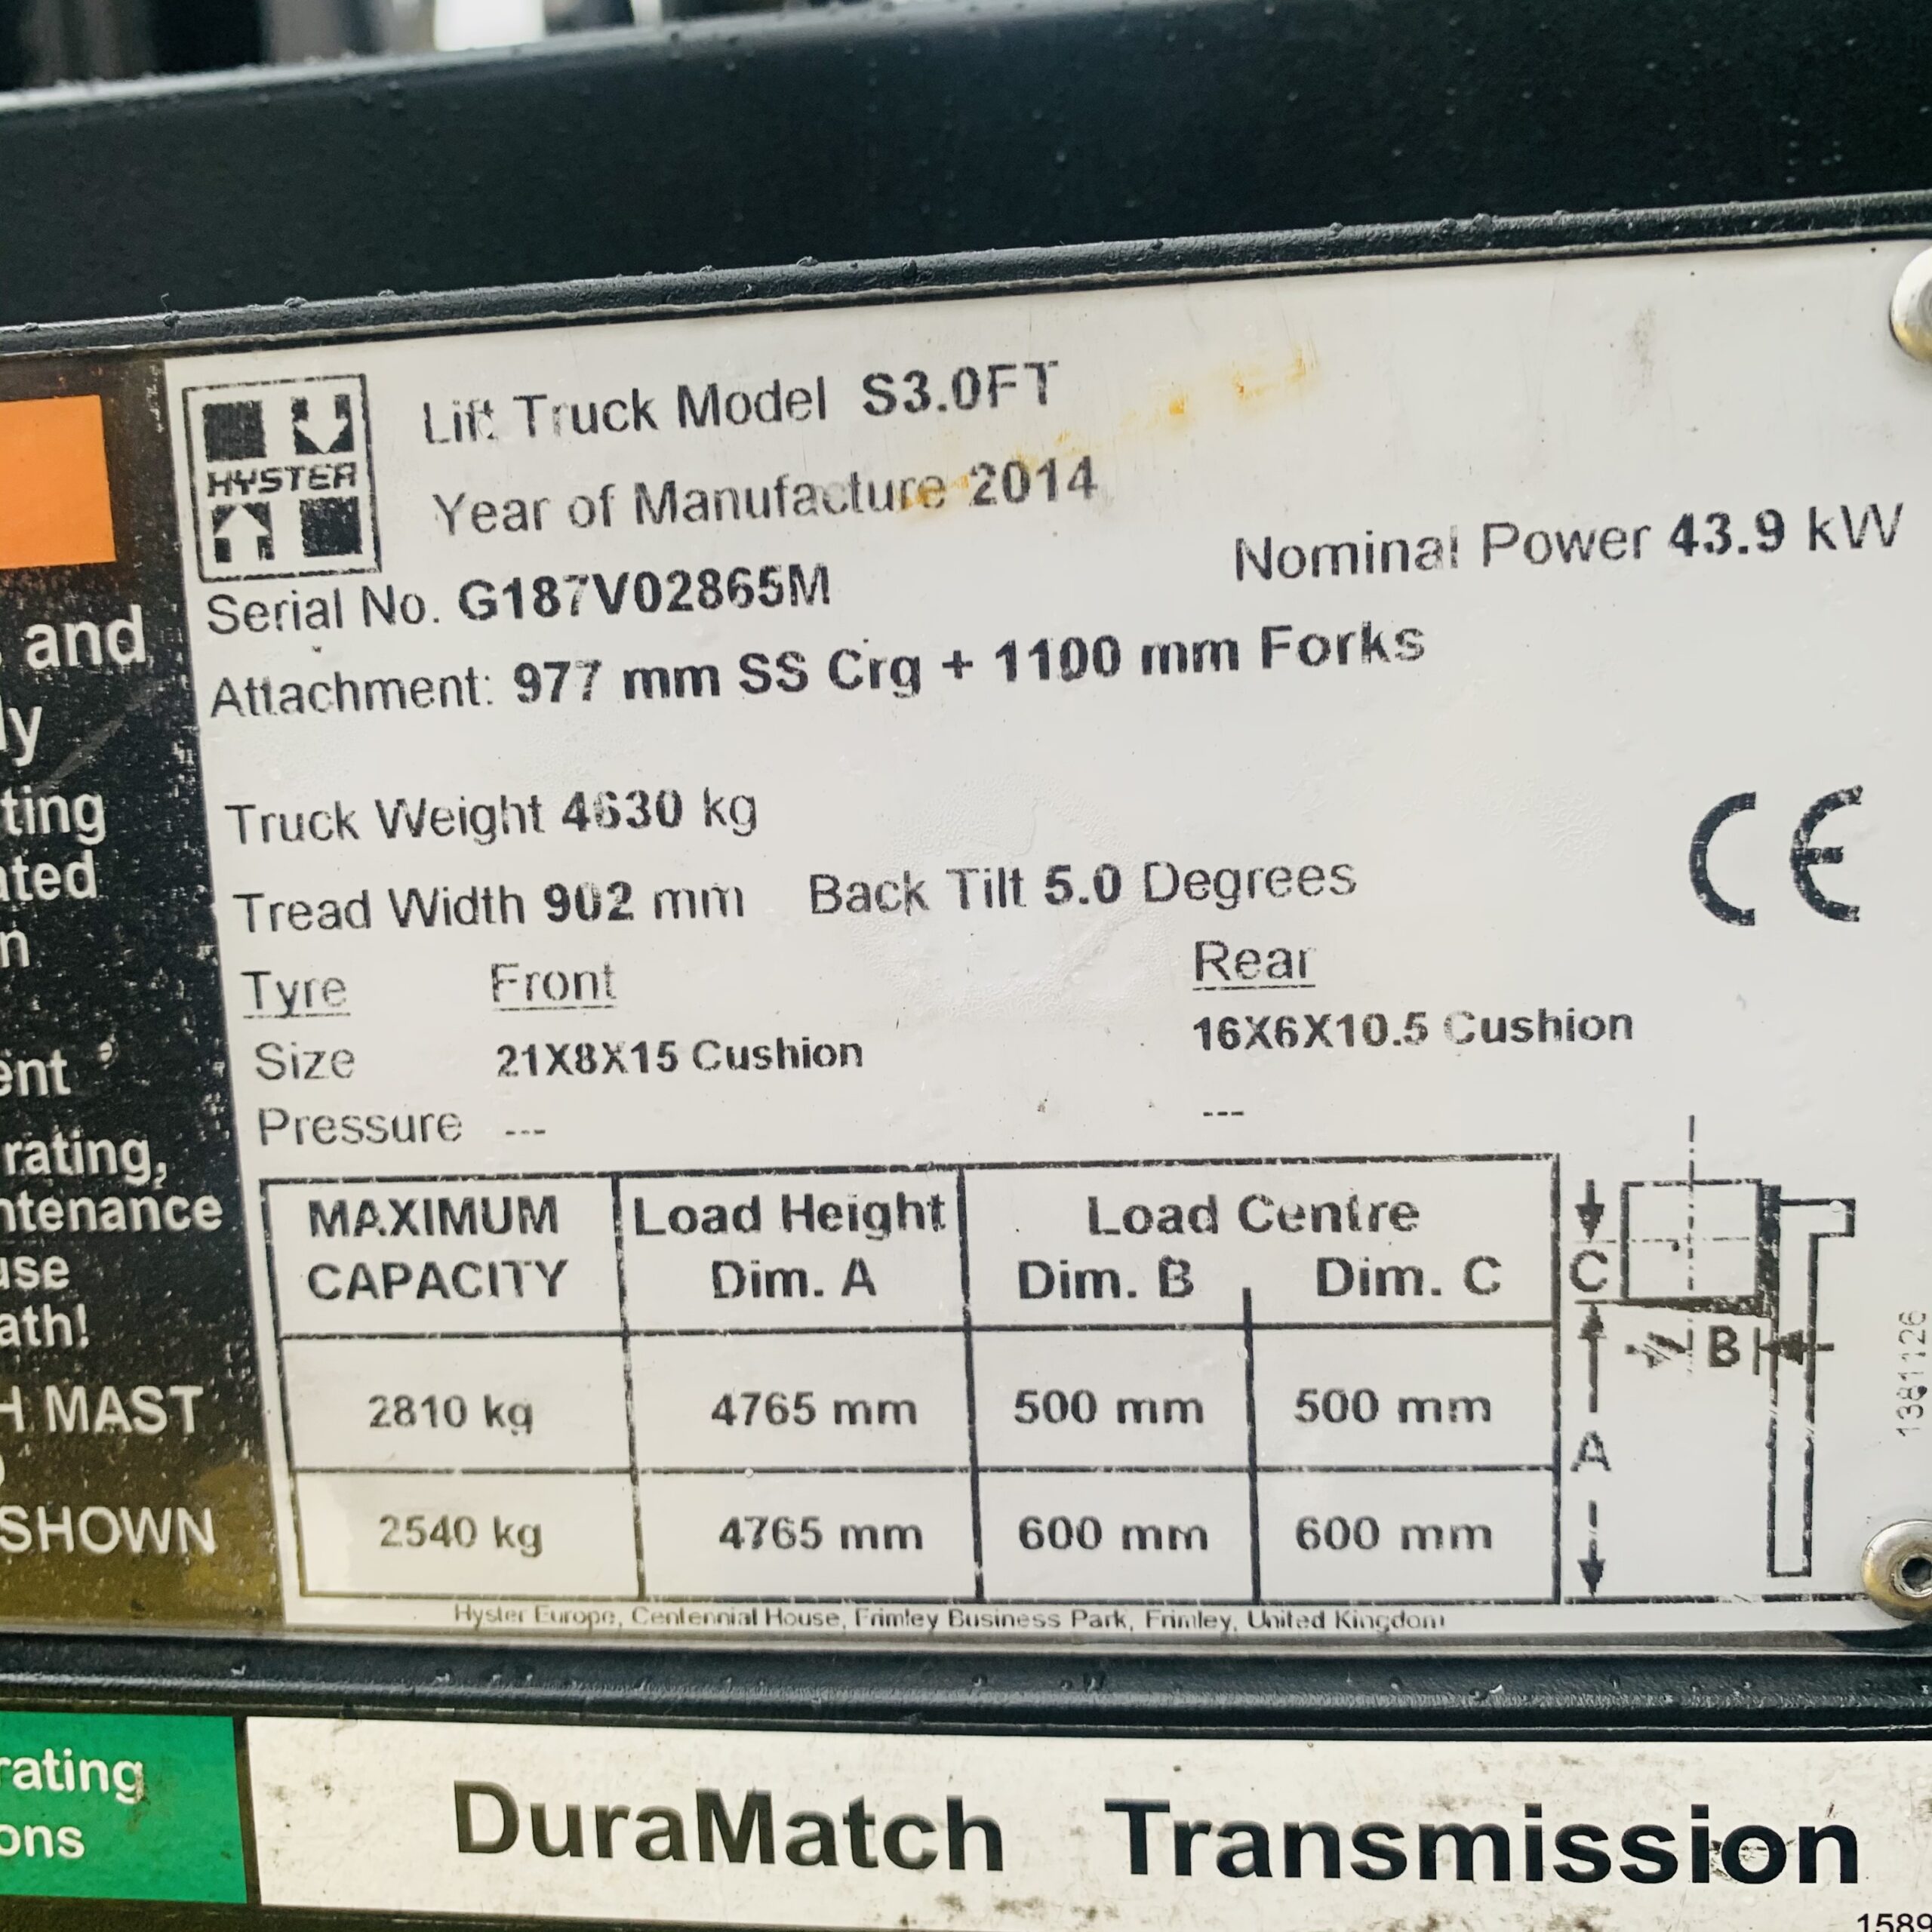 HYSTER
Lift Truck Model S3.0FT
Year of Manufacture 2014
Nominal Power 43.9 kW
Serial No. G187V02865M
Attachment: 977 mm SS Crg + 1100 mm Forks
Truck Weight 4630 kg
Tread Width 902 mm Back Tilt 5.0 Degrees
CE
Tyre Front Rear
Size 21X8X15 Cushion 16X6X10.5 Cushion
Pressure --- ---
MAXIMUM CAPACITY Load Height Dim. A Load Centre Dim. B Dim. C
2810 kg 4765 mm 500 mm 500 mm
2540 kg 4765 mm 600 mm 600 mm
C
B
A
1381126
Hyster Europe, Centennial House, Frimley Business Park, Frimley, United Kingdom
and
ly
ting
ated
n
ent
rating,
ntenance
use
ath!
H MAST
SHOWN
rating
ons
DuraMatch Transmission
1589